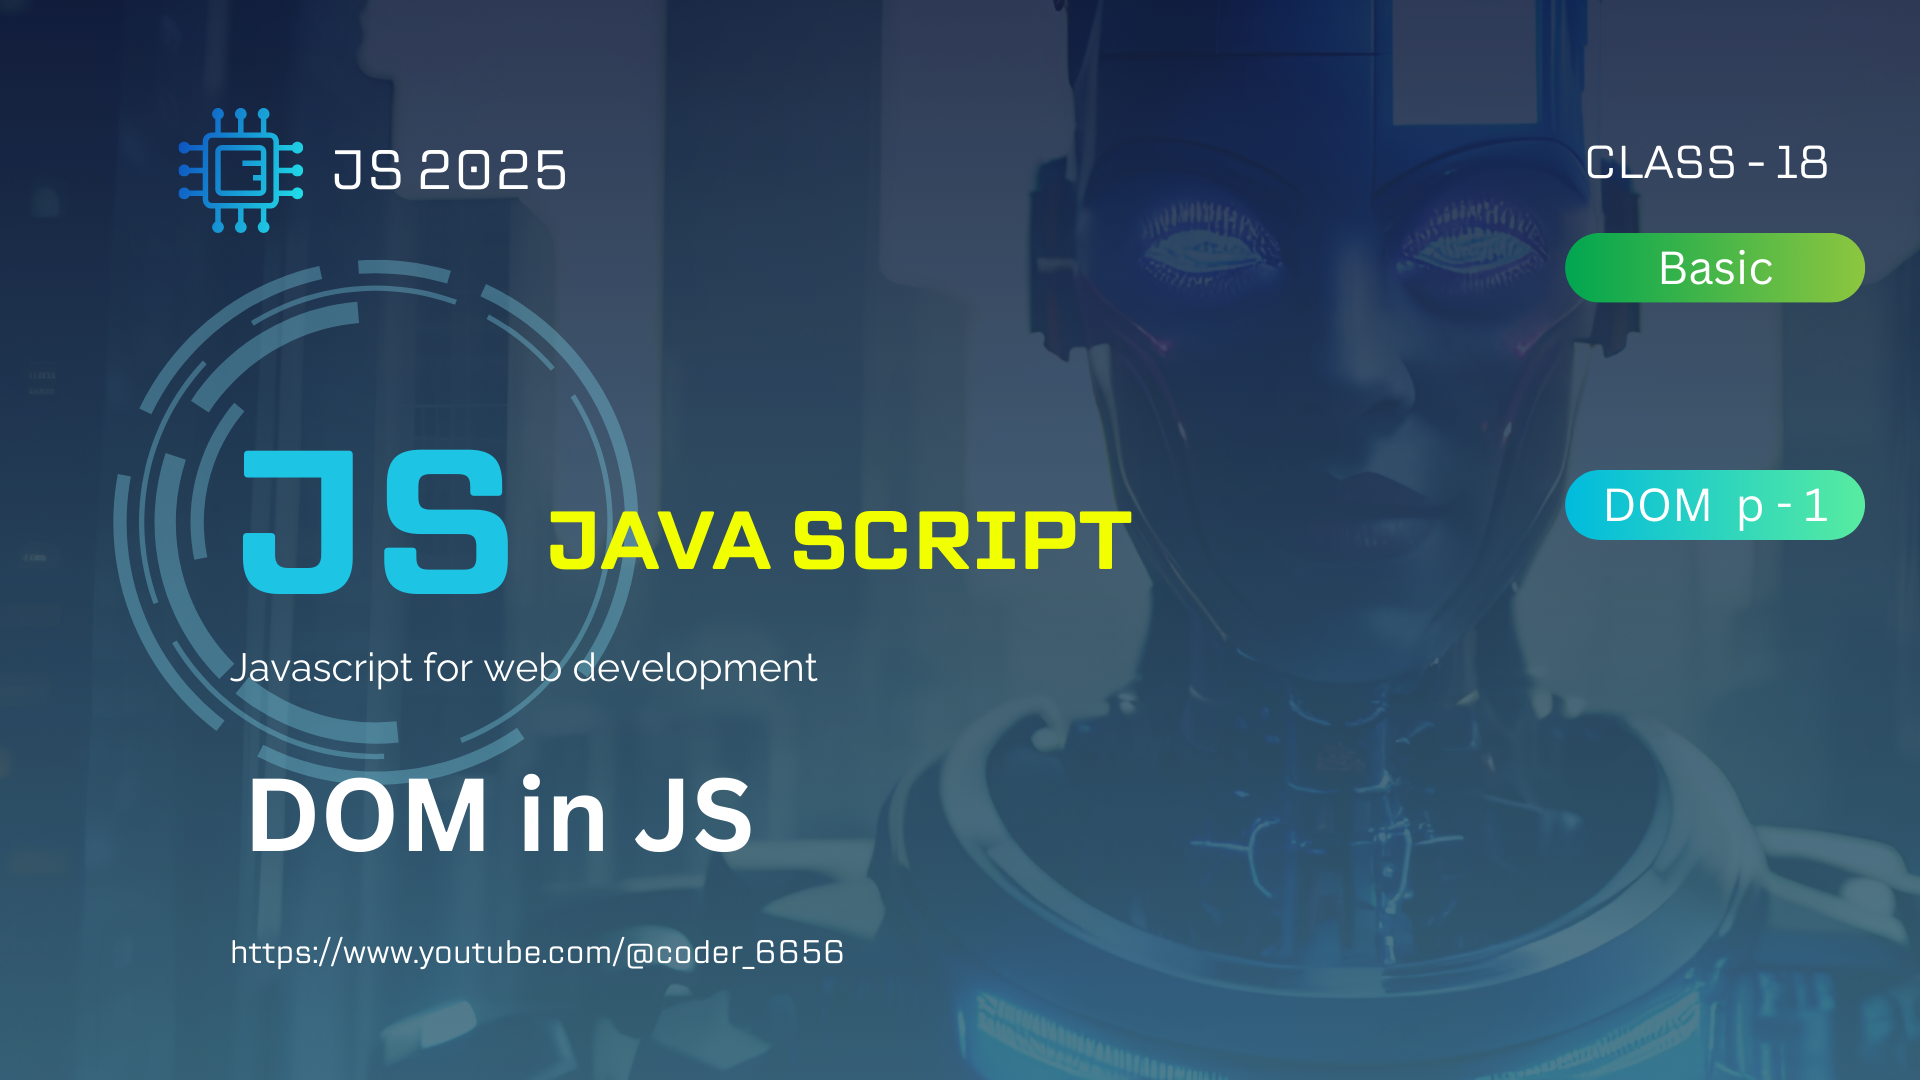 JS 2025
CLASS - 18
Basic
JS
JAVA SCRIPT
DOM p - 1
Javascript for web development
DOM in JS
https://www.youtube.com/@coder_6656